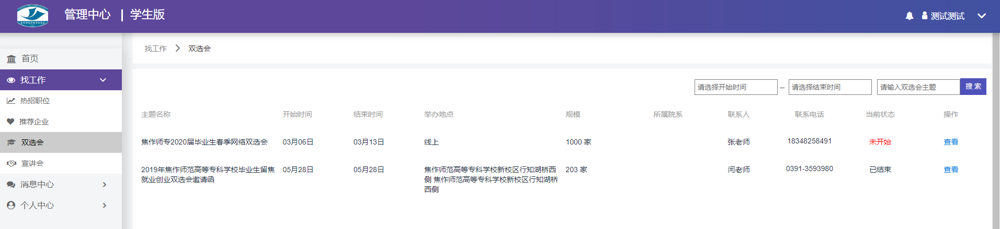 管理中心 | 学生版
测试测试
首页
找工作
热招职位
推荐企业
双选会
宣讲会
消息中心
个人中心
找工作 > 双选会
请选择开始时间 -- 请选择结束时间 请输入双选会主题 搜 索
主题名称 开始时间 结束时间 举办地点 规模 所属院系 联系人 联系电话 当前状态 操作
焦作师专2020届毕业生春季网络双选会 03月06日 03月13日 线上 1000 家 张老师 18348258491 未开始 查看
2019年焦作师范高等专科学校毕业生留焦 05月28日 05月28日 焦作师范高等专科学校新校区行知湖桥西 203 家 闫老师 0391-3593980 已结束 查看
就业创业双选会邀请函 侧 焦作师范高等专科学校新校区行知湖桥
西侧